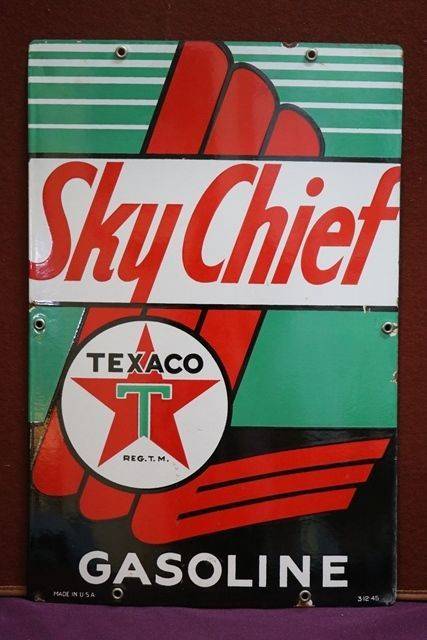 Sky Chief
TEXACO
T
REG. T. M.
GASOLINE
MADE IN U S A
3-12-45